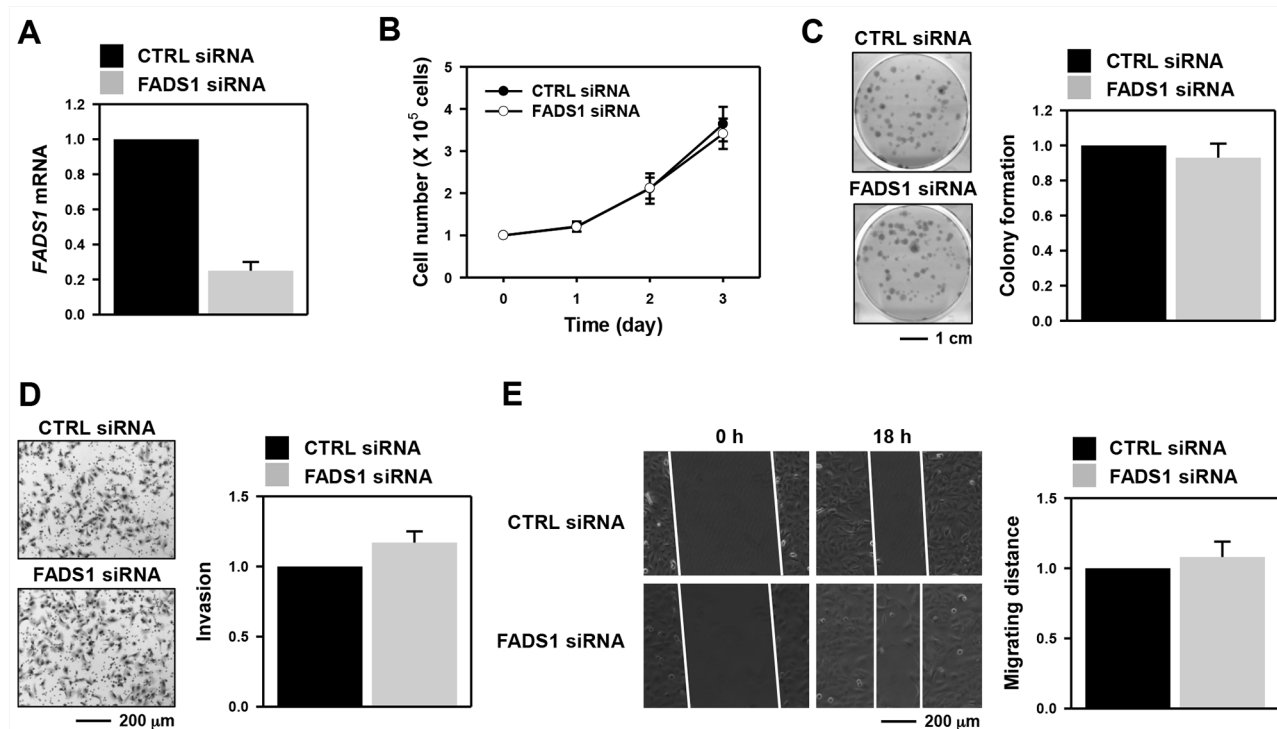 A
CTRL siRNA
FADS1 siRNA
FADS1 mRNA
1.2
1.0
0.8
0.6
0.4
0.2
0.0
B
Cell number (X 10⁵ cells)
5
4
3
2
1
0
CTRL siRNA
FADS1 siRNA
0 1 2 3
Time (day)
C
CTRL siRNA
FADS1 siRNA
1 cm
CTRL siRNA
FADS1 siRNA
Colony formation
1.2
1.0
0.8
0.6
0.4
0.2
0.0
D
CTRL siRNA
FADS1 siRNA
200 μm
CTRL siRNA
FADS1 siRNA
Invasion
1.5
1.0
0.5
0.0
E
0 h 18 h
CTRL siRNA
FADS1 siRNA
200 μm
CTRL siRNA
FADS1 siRNA
Migrating distance
1.5
1.0
0.5
0.0